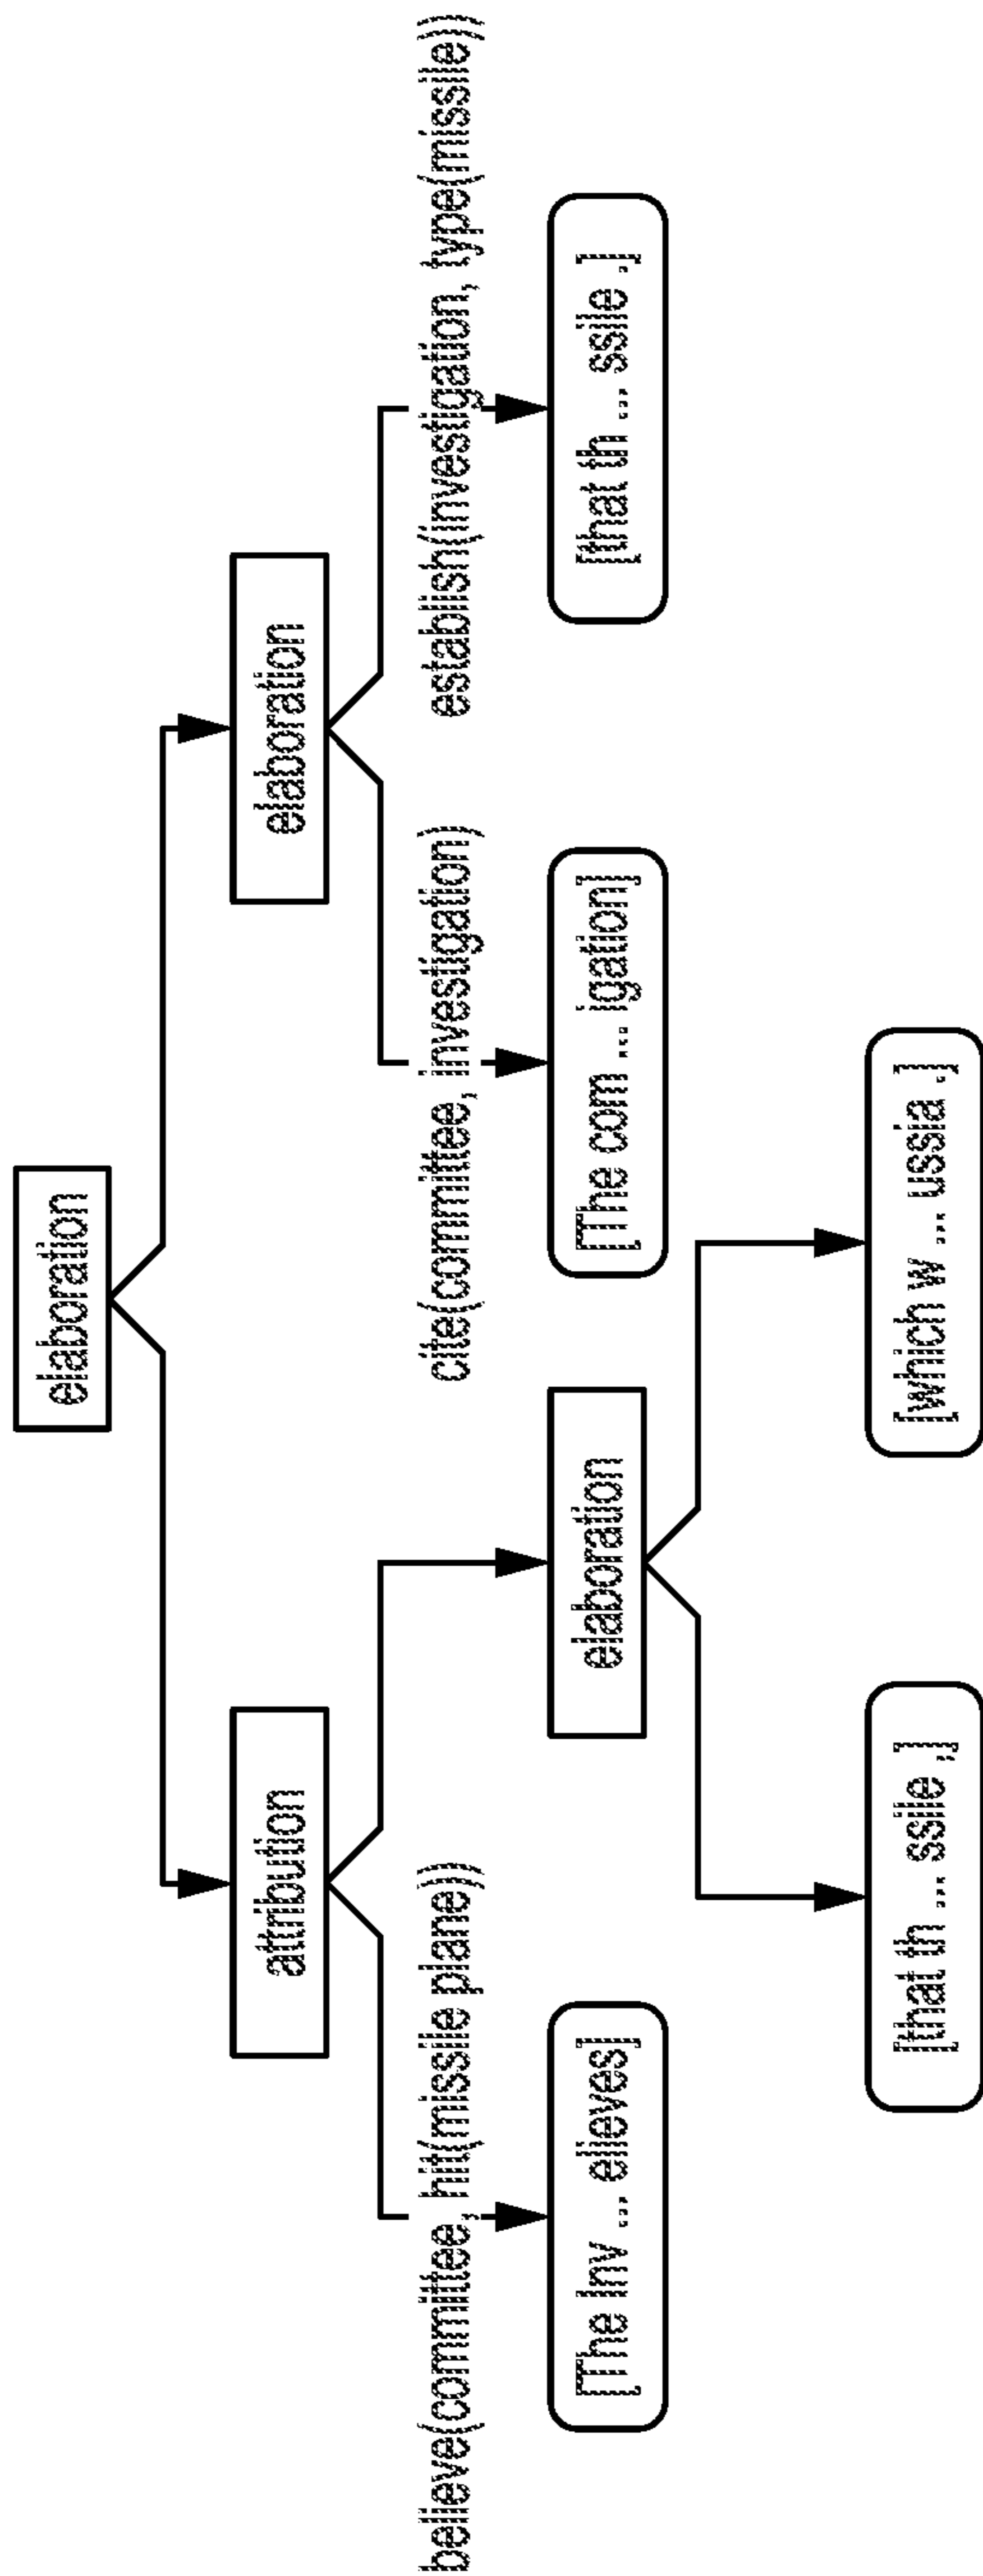 elaboration
attribution
elaboration
believe(committee, hit(missile plane))
cite(committee, investigation)
establish(investigation, type(missile))
[The Inv ... elieves]
elaboration
[The com ... igation]
[that th ... ssile ,]
[that th ... ssile ,]
[which w ... ussia .]